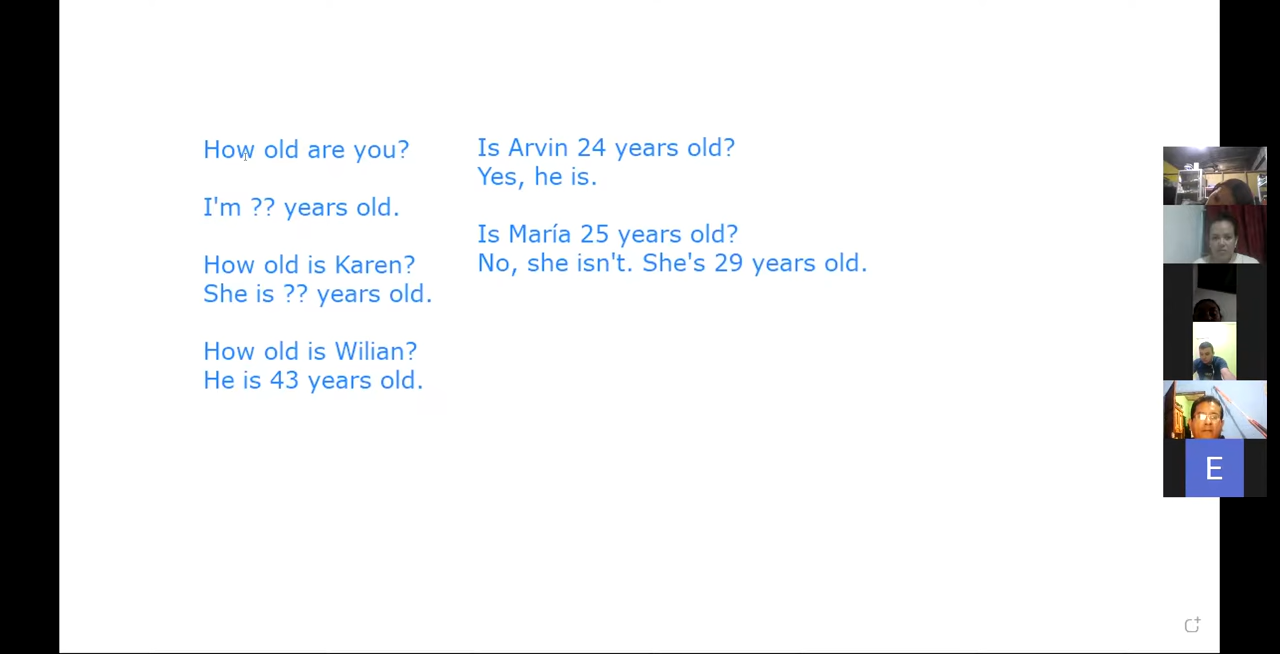 How old are you?
I'm ?? years old.
How old is Karen?
She is ?? years old.
How old is Wilian?
He is 43 years old.
Is Arvin 24 years old?
Yes, he is.
Is María 25 years old?
No, she isn't. She's 29 years old.
E